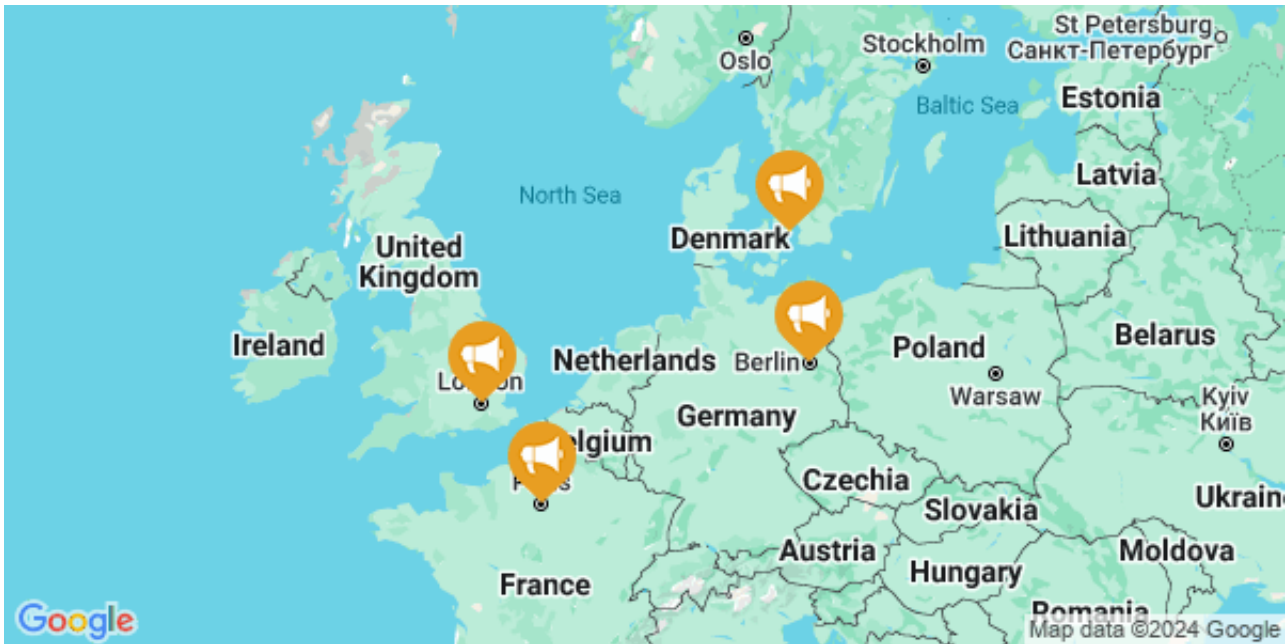 St Petersburg
Санкт-Петербург
Stockholm
Oslo
Baltic Sea
Estonia
Latvia
North Sea
Denmark
Lithuania
United
Kingdom
Ireland
Netherlands
Berlin
Poland
Belarus
Warsaw
Kyiv
Київ
Germany
Czechia
Slovakia
Ukrain
Austria
Moldova
Hungary
France
Romania
Google
Map data ©2024 Google